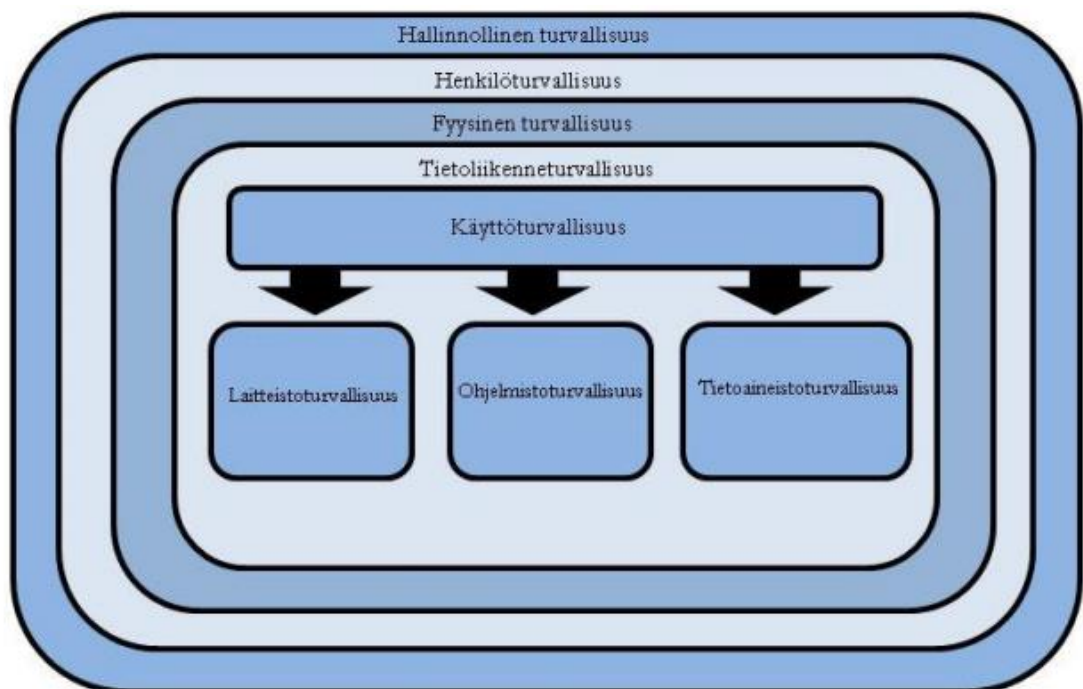 Hallinnollinen turvallisuus
Henkilöturvallisuus
Fyysinen turvallisuus
Tietoliikenneturvallisuus
Käyttöturvallisuus
Laitteistoturvallisuus
Ohjelmistoturvallisuus
Tietoaineistoturvallisuus